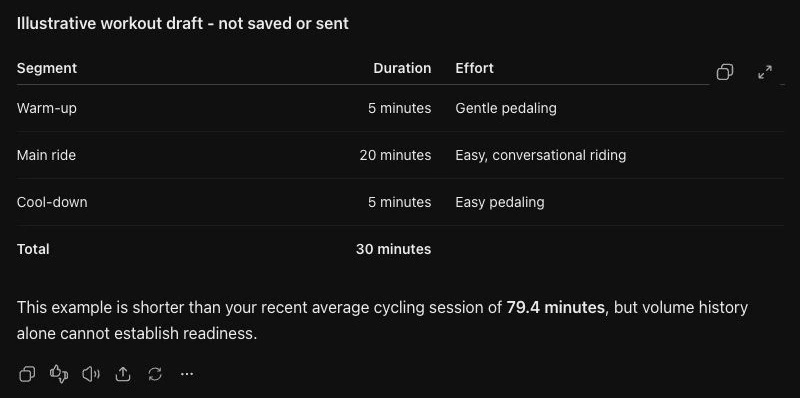 Illustrative workout draft - not saved or sent
Segment Duration Effort
Warm-up 5 minutes Gentle pedaling
Main ride 20 minutes Easy, conversational riding
Cool-down 5 minutes Easy pedaling
Total 30 minutes
This example is shorter than your recent average cycling session of 79.4 minutes, but volume history
alone cannot establish readiness.